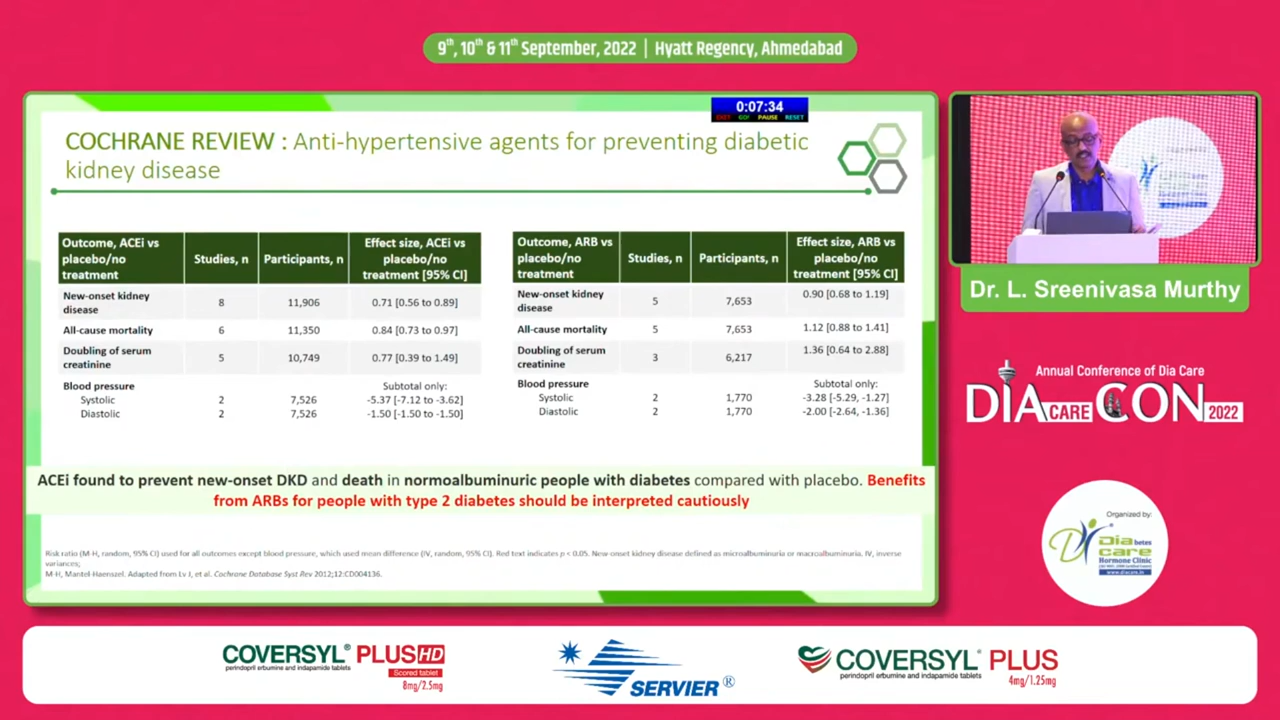 9th, 10th & 11th September, 2022 | Hyatt Regency, Ahmedabad
0:07:34
EXIT GO! PAUSE RESET
COCHRANE REVIEW : Anti-hypertensive agents for preventing diabetic
kidney disease
Outcome, ACEi vs placebo/no treatment | Studies, n | Participants, n | Effect size, ACEi vs placebo/no treatment [95% CI]
New-onset kidney disease | 8 | 11,906 | 0.71 [0.56 to 0.89]
All-cause mortality | 6 | 11,350 | 0.84 [0.73 to 0.97]
Doubling of serum creatinine | 5 | 10,749 | 0.77 [0.39 to 1.49]
Blood pressure | Subtotal only:
Systolic | 2 | 7,526 | -5.37 [-7.12 to -3.62]
Diastolic | 2 | 7,526 | -1.50 [-1.50 to -1.50]
Outcome, ARB vs placebo/no treatment | Studies, n | Participants, n | Effect size, ARB vs placebo/no treatment [95% CI]
New-onset kidney disease | 5 | 7,653 | 0.90 [0.68 to 1.19]
All-cause mortality | 5 | 7,653 | 1.12 [0.88 to 1.41]
Doubling of serum creatinine | 3 | 6,217 | 1.36 [0.64 to 2.88]
Blood pressure | Subtotal only:
Systolic | 2 | 1,770 | -3.28 [-5.29, -1.27]
Diastolic | 2 | 1,770 | -2.00 [-2.64, -1.36]
ACEi found to prevent new-onset DKD and death in normoalbuminuric people with diabetes compared with placebo. Benefits
from ARBs for people with type 2 diabetes should be interpreted cautiously
Risk ratio (M-H, random, 95% CI) used for all outcomes except blood pressure, which used mean difference (IV, random, 95% CI). Red text indicates p < 0.05. New onset kidney disease defined as microalbuminuria or macroalbuminuria. IV, inverse
variances;
M-H, Mantel-Haenszel. Adapted from Lv J, et al. Cochrane Database Syst Rev 2012;12:CD004136.
Dr. L. Sreenivasa Murthy
Annual Conference of Dia Care
DIA CARE CON 2022
Organized by:
Diabetes
care
Hormone Clinic
www.diacare.in
COVERSYL® PLUS HD
perindopril erbumine and indapamide tablets
Scored tablet
8mg/2.5mg
SERVIER®
COVERSYL® PLUS
perindopril erbumine and indapamide tablets
4mg/1.25mg